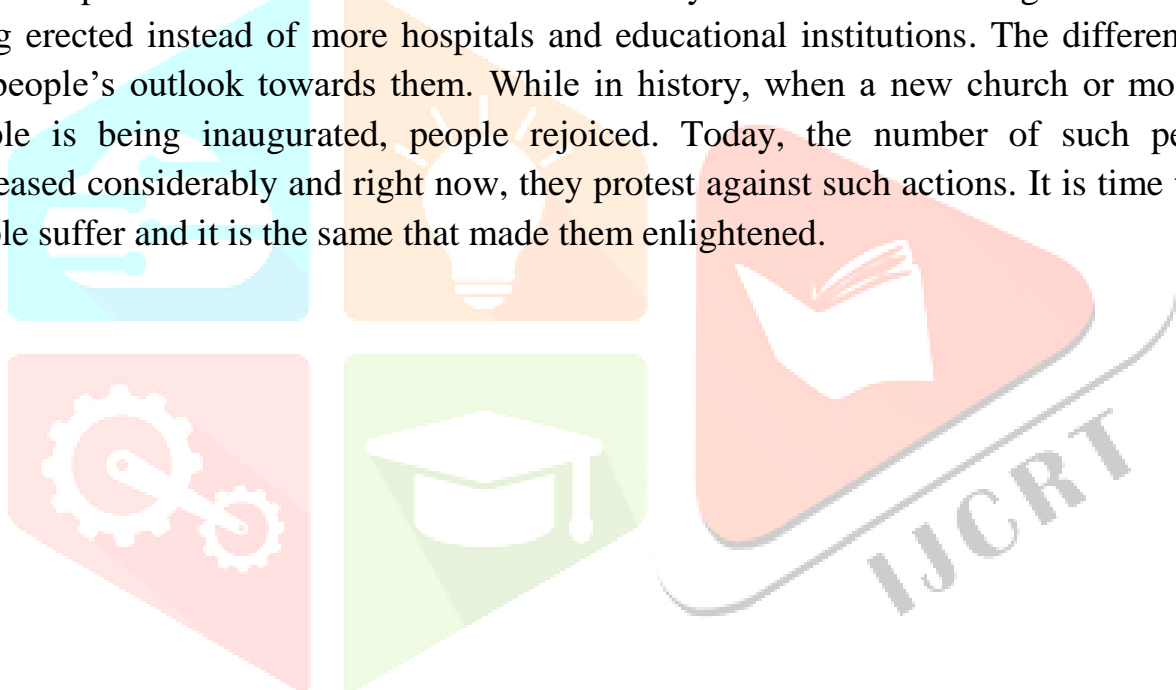 g erected instead of more hospitals and educational institutions. The differen
people's outlook towards them. While in history, when a new church or mo
ple is being inaugurated, people rejoiced. Today, the number of such pe
eased considerably and right now, they protest against such actions. It is time
ple suffer and it is the same that made them enlightened.
IJCRT